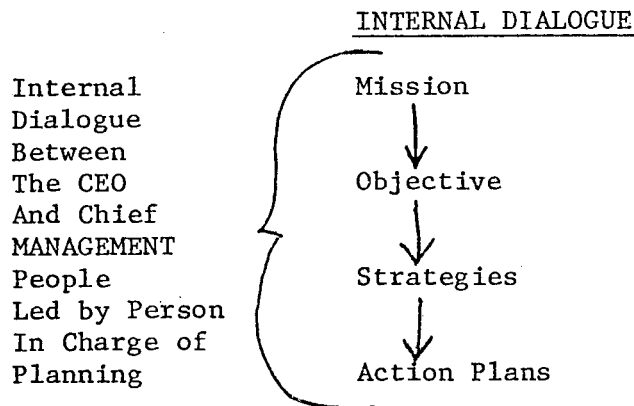 INTERNAL DIALOGUE
Internal
Dialogue
Between
The CEO
And Chief
MANAGEMENT
People
Led by Person
In Charge of
Planning
Mission
Objective
Strategies
Action Plans